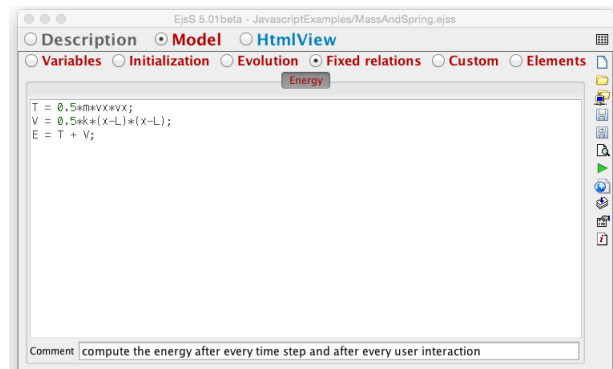 EjsS 5.01beta - JavascriptExamples/MassAndSpring.ejss
Description Model HtmlView
Variables Initialization Evolution Fixed relations Custom Elements
Energy
T = 0.5*m*vx*vx;
V = 0.5*k*(x-L)*(x-L);
E = T + V;
Comment compute the energy after every time step and after every user interaction